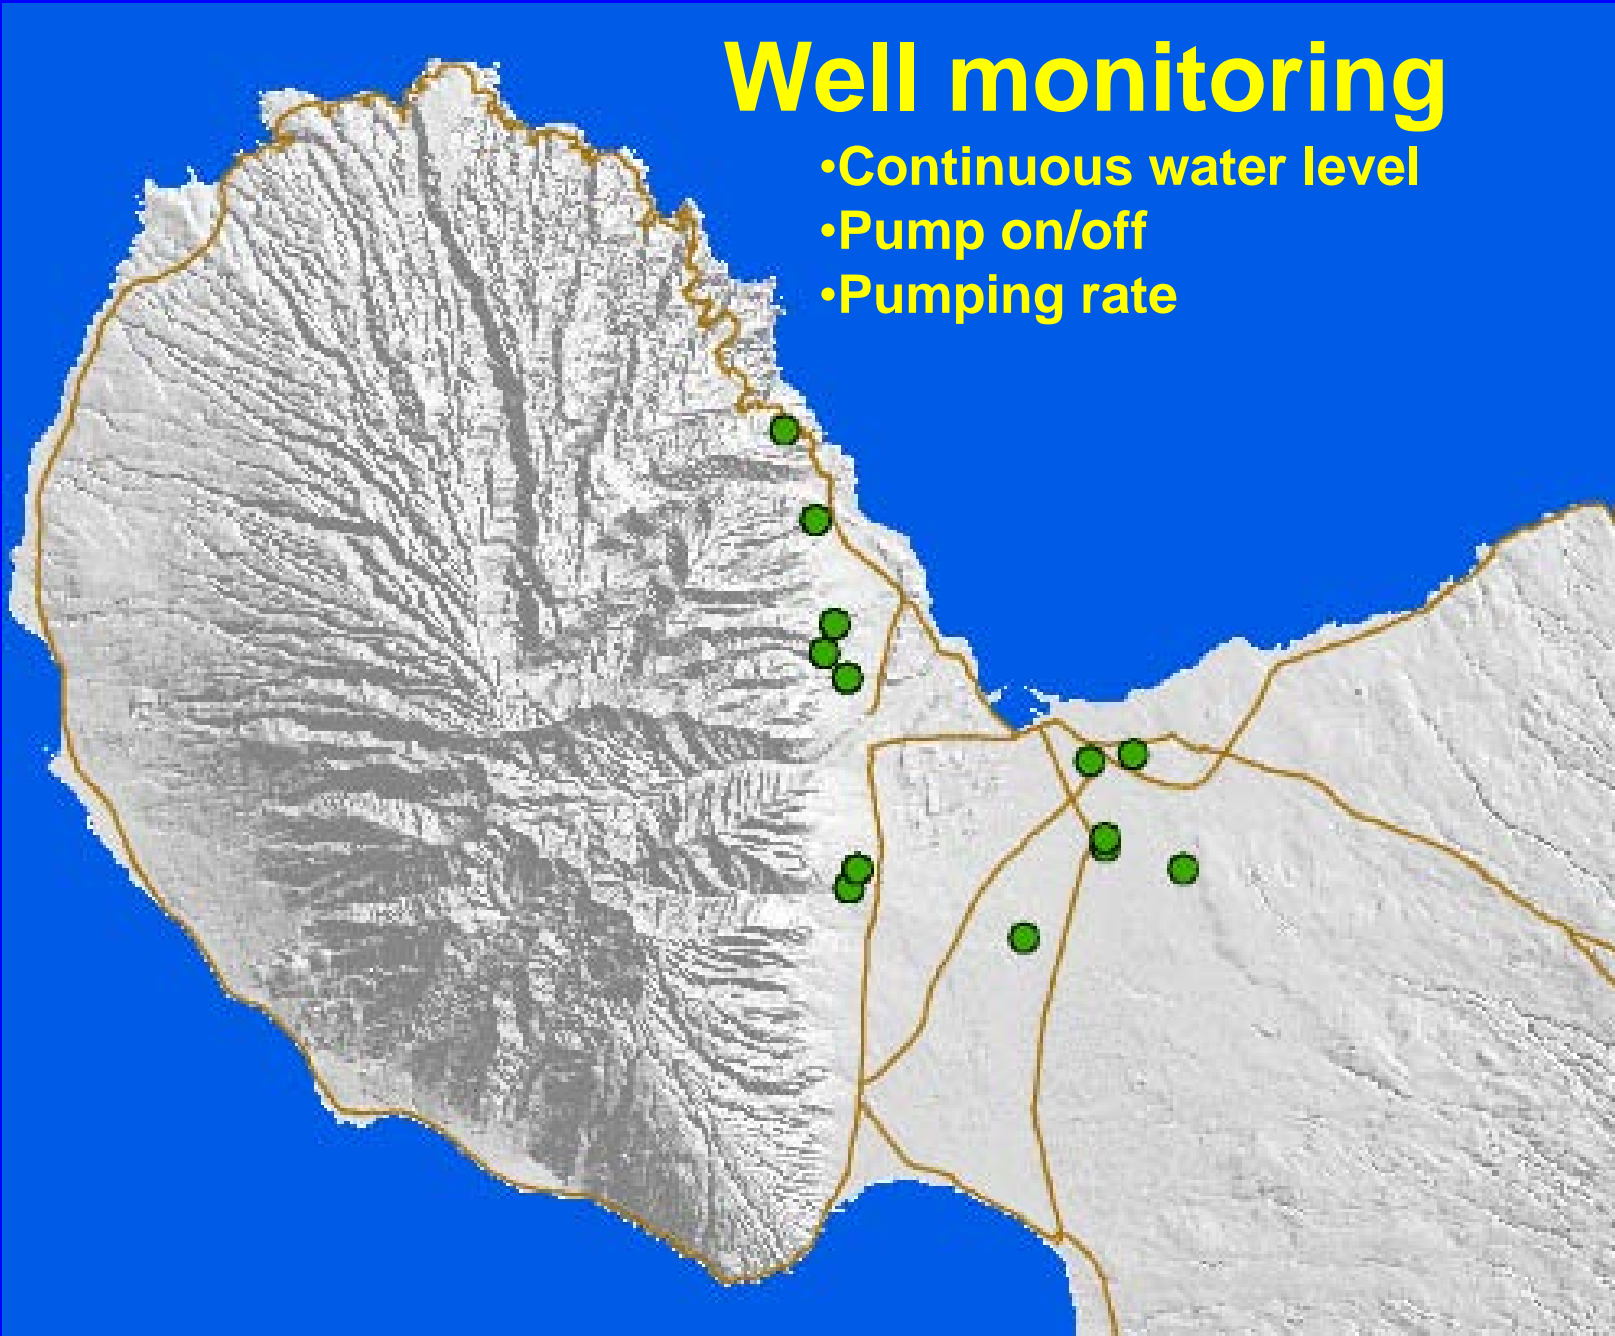 Well monitoring
•Continuous water level
•Pump on/off
•Pumping rate